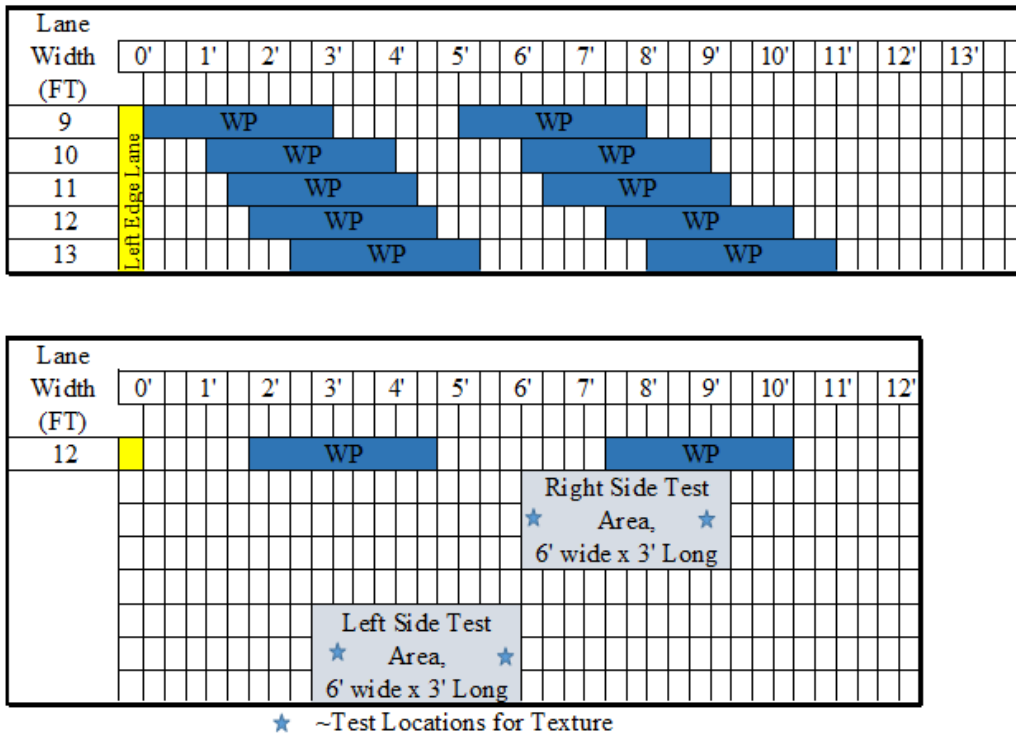 Lane
Width 0' 1' 2' 3' 4' 5' 6' 7' 8' 9' 10' 11' 12' 13'
(FT)
9 WP WP
10 WP WP
11 WP WP
12 WP WP
13 WP WP
Left Edge Lane
Lane
Width 0' 1' 2' 3' 4' 5' 6' 7' 8' 9' 10' 11' 12'
(FT)
12 WP WP
Right Side Test
Area,
6' wide x 3' Long
Left Side Test
Area,
6' wide x 3' Long
~Test Locations for Texture